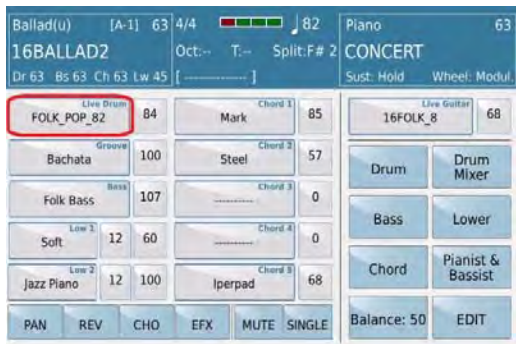 Ballad(u) [A-1] 63 4/4 82 Piano 63
16BALLAD2 Oct:-- T:-- Split:F# 2 CONCERT
Dr 63 Bs 63 Ch 63 Lw 45 [ ------------- ] Sust: Hold Wheel: Modul.
Live Drum Chord 1 Live Guitar
FOLK_POP_82 84 Mark 85 16FOLK_8 68
Groove Chord 2
Bachata 100 Steel 57 Drum Drum Mixer
Bass Chord 3
Folk Bass 107 ---------- 0 Bass Lower
Low 1 Chord 4
Soft 12 60 ---------- 0
Low 2 Chord 5
Jazz Piano 12 100 Iperpad 68 Chord Pianist & Bassist
PAN REV CHO EFX MUTE SINGLE Balance: 50 EDIT